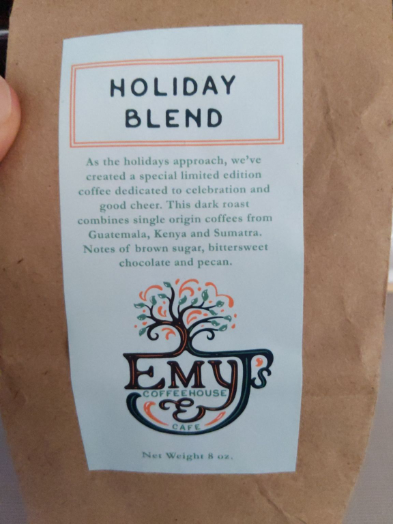 HOLIDAY
BLEND
As the holidays approach, we've
created a special limited edition
coffee dedicated to celebration and
good cheer. This dark roast
combines single origin coffees from
Guatemala, Kenya and Sumatra.
Notes of brown sugar, bittersweet
chocolate and pecan.
EMY's
COFFEEHOUSE
&
CAFE
Net Weight 8 oz.